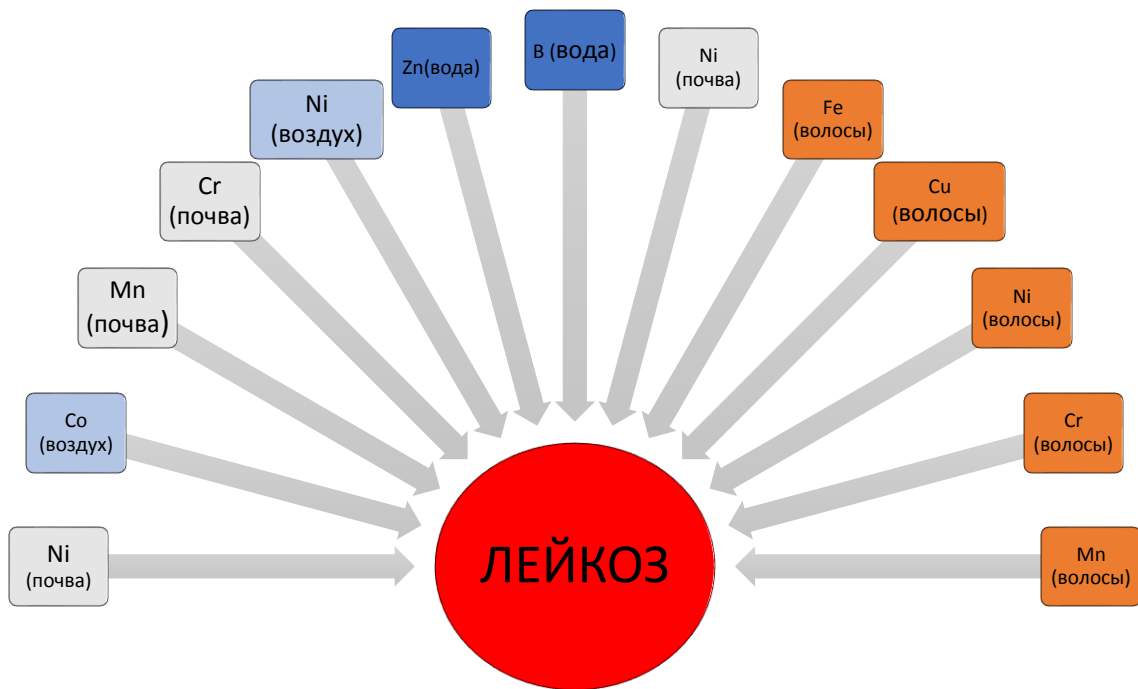 Ni
(почва)
Co
(воздух)
Mn
(почва)
Cr
(почва)
Ni
(воздух)
Zn(вода)
В (вода)
Ni
(почва)
Fe
(волосы)
Cu
(волосы)
Ni
(волосы)
Cr
(волосы)
Mn
(волосы)
ЛЕЙКОЗ